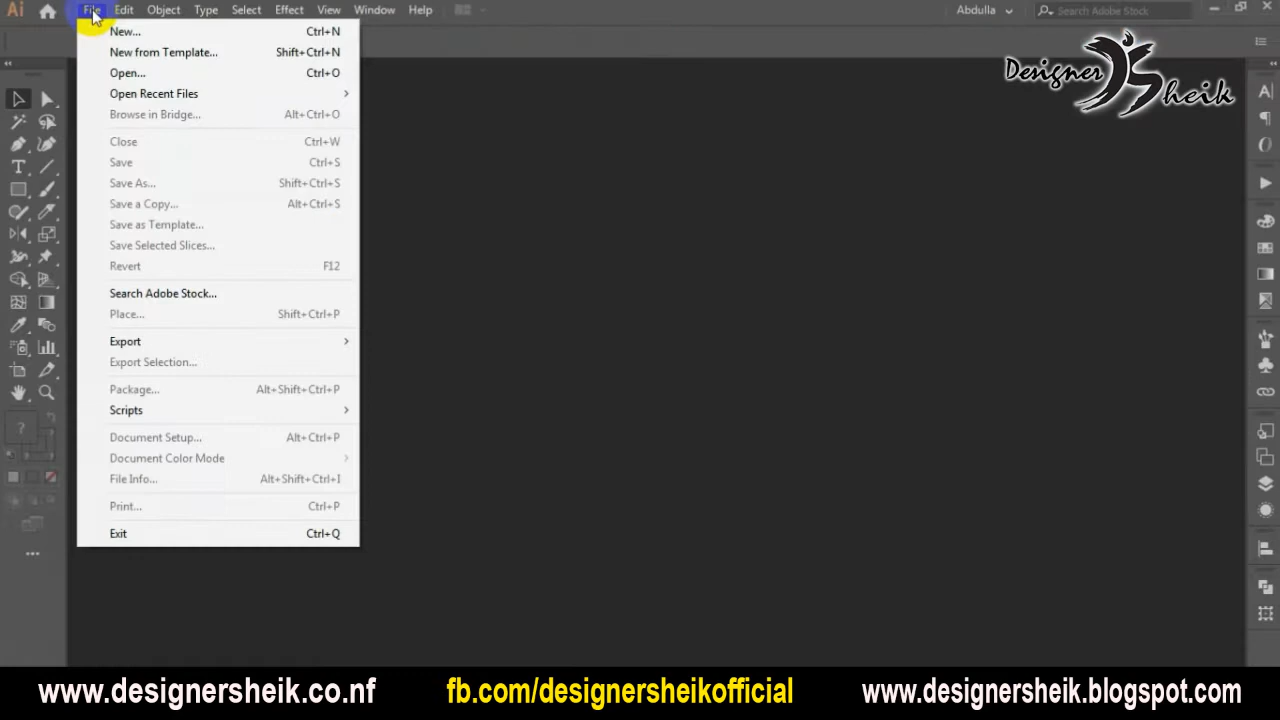 Ai File Edit Object Type Select Effect View Window Help Abdulla Search Adobe Stock
New... Ctrl+N
New from Template... Shift+Ctrl+N
Open... Ctrl+O
Open Recent Files
Browse in Bridge... Alt+Ctrl+O
Close Ctrl+W
Save Ctrl+S
Save As... Shift+Ctrl+S
Save a Copy... Alt+Ctrl+S
Save as Template...
Save Selected Slices...
Revert F12
Search Adobe Stock...
Place... Shift+Ctrl+P
Export
Export Selection...
Package... Alt+Shift+Ctrl+P
Scripts
Document Setup... Alt+Ctrl+P
Document Color Mode
File Info... Alt+Shift+Ctrl+I
Print... Ctrl+P
Exit Ctrl+Q
Designer Sheik
www.designersheik.co.nf fb.com/designersheikofficial www.designersheik.blogspot.com